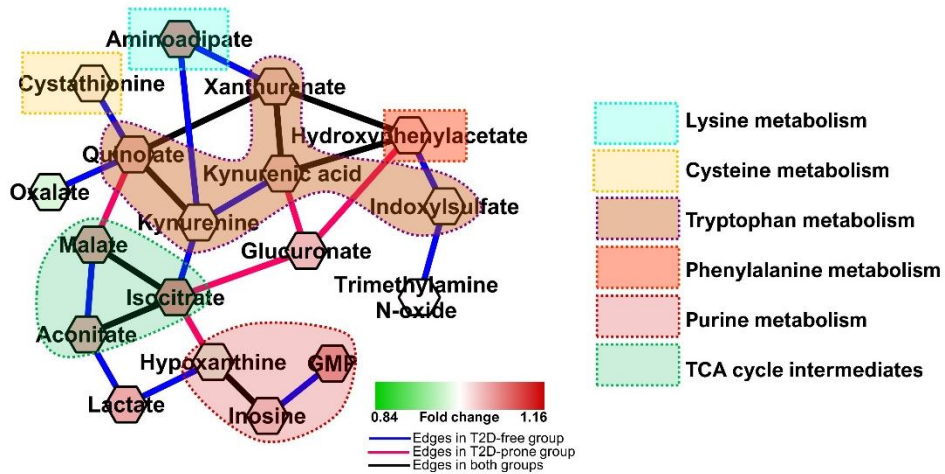 Aminoadipate
Cystathionine
Xanthurenate
Hydroxyphenylacetate
Quinolate
Kynurenic acid
Oxalate
Indoxylsulfate
Kynurenine
Malate
Glucuronate
Trimethylamine
N-oxide
Isocitrate
Aconitate
Hypoxanthine
GMP
Lactate
Inosine
0.84 Fold change 1.16
Edges in T2D-free group
Edges in T2D-prone group
Edges in both groups
Lysine metabolism
Cysteine metabolism
Tryptophan metabolism
Phenylalanine metabolism
Purine metabolism
TCA cycle intermediates